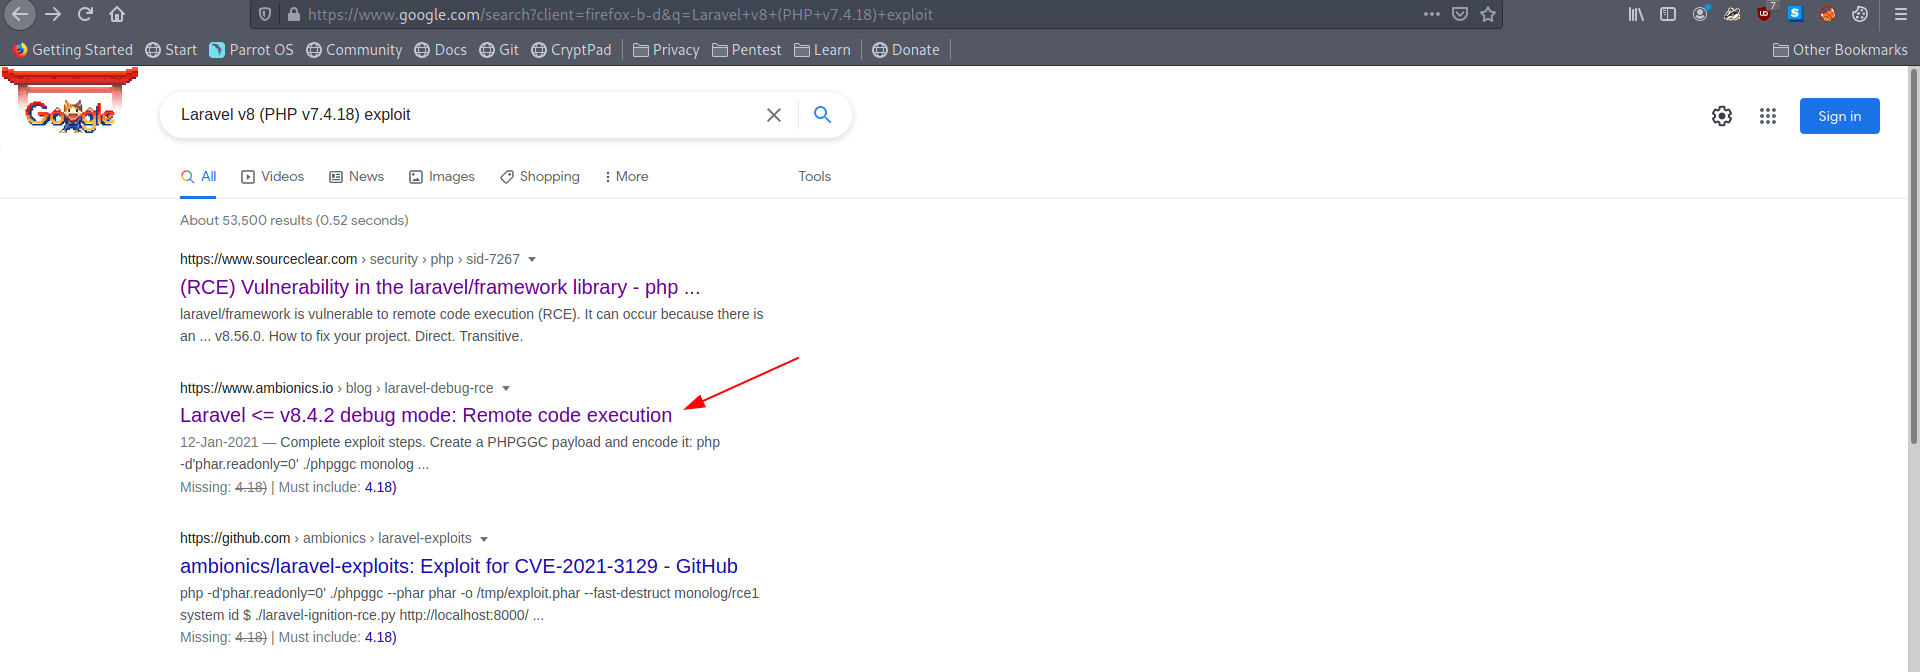 https://www.google.com/search?client=firefox-b-d&q=Laravel+v8+(PHP+v7.4.18)+exploit
7
Getting Started Start Parrot OS Community Docs Git CryptPad Privacy Pentest Learn Donate Other Bookmarks
Google
Laravel v8 (PHP v7.4.18) exploit
Sign in
All Videos News Images Shopping More Tools
About 53,500 results (0.52 seconds)
https://www.sourceclear.com › security › php › sid-7267
(RCE) Vulnerability in the laravel/framework library - php ...
laravel/framework is vulnerable to remote code execution (RCE). It can occur because there is
an ... v8.56.0. How to fix your project. Direct. Transitive.
https://www.ambionics.io › blog › laravel-debug-rce
Laravel <= v8.4.2 debug mode: Remote code execution
12-Jan-2021 — Complete exploit steps. Create a PHPGGC payload and encode it: php
-d'phar.readonly=0' ./phpggc monolog ...
Missing: 4.18) | Must include: 4.18)
https://github.com › ambionics › laravel-exploits
ambionics/laravel-exploits: Exploit for CVE-2021-3129 - GitHub
php -d'phar.readonly=0' ./phpggc --phar phar -o /tmp/exploit.phar --fast-destruct monolog/rce1
system id $ ./laravel-ignition-rce.py http://localhost:8000/ ...
Missing: 4.18) | Must include: 4.18)